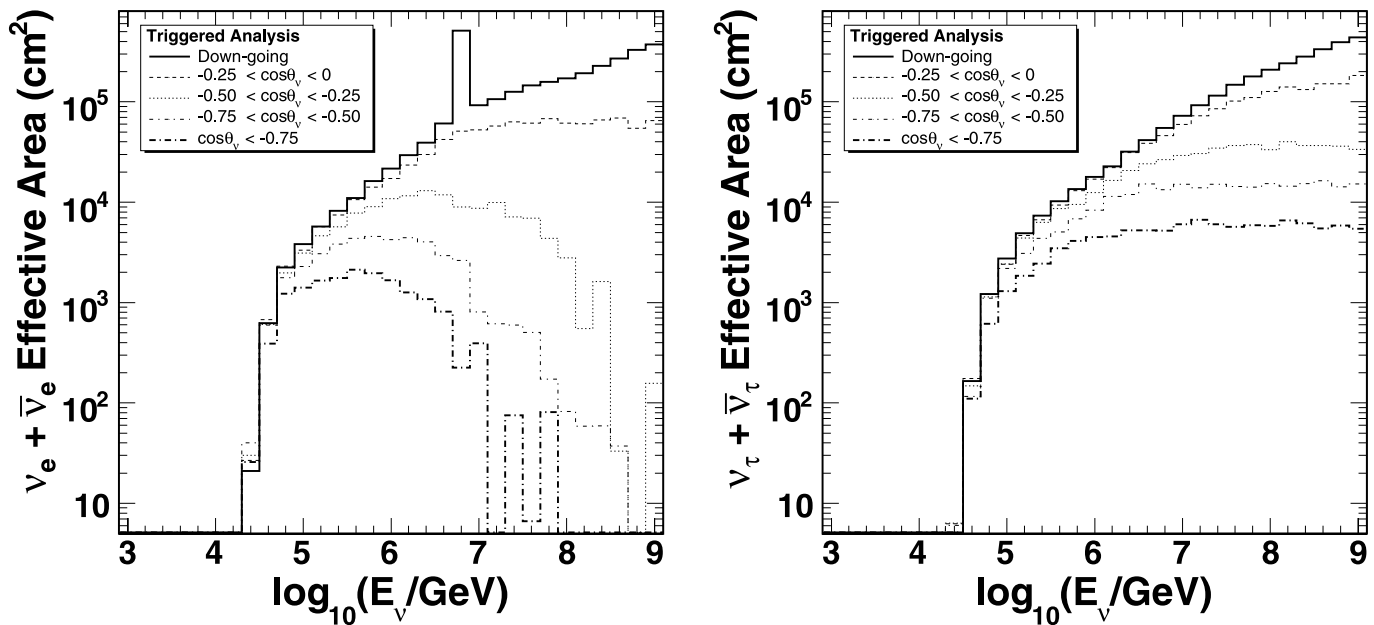 Triggered Analysis
Down-going
-0.25 < cosθν < 0
-0.50 < cosθν < -0.25
-0.75 < cosθν < -0.50
cosθν < -0.75
νe + ν̄e Effective Area (cm²)
10⁵
10⁴
10³
10²
10
3 4 5 6 7 8 9
log₁₀(Eν/GeV)
Triggered Analysis
Down-going
-0.25 < cosθν < 0
-0.50 < cosθν < -0.25
-0.75 < cosθν < -0.50
cosθν < -0.75
ντ + ν̄τ Effective Area (cm²)
10⁵
10⁴
10³
10²
10
3 4 5 6 7 8 9
log₁₀(Eν/GeV)